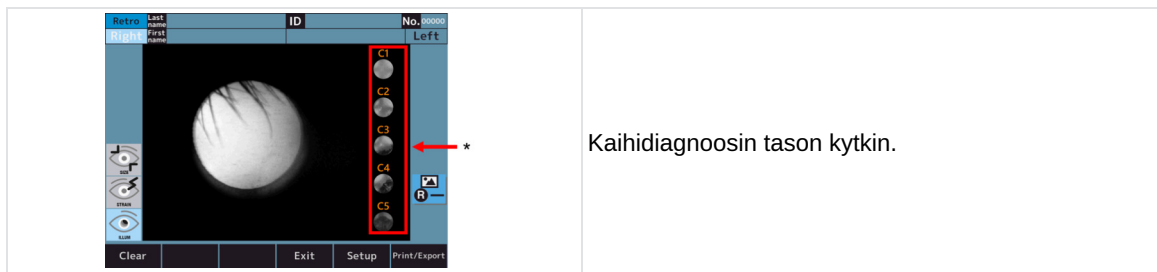 Retro Last name ID No. 00000
Right First name Left
C1
C2
C3
* Kaihidiagnoosin tason kytkin.
C4
SIZE
R
STRAIN
C5
ILLUM
Clear Exit Setup Print/Export